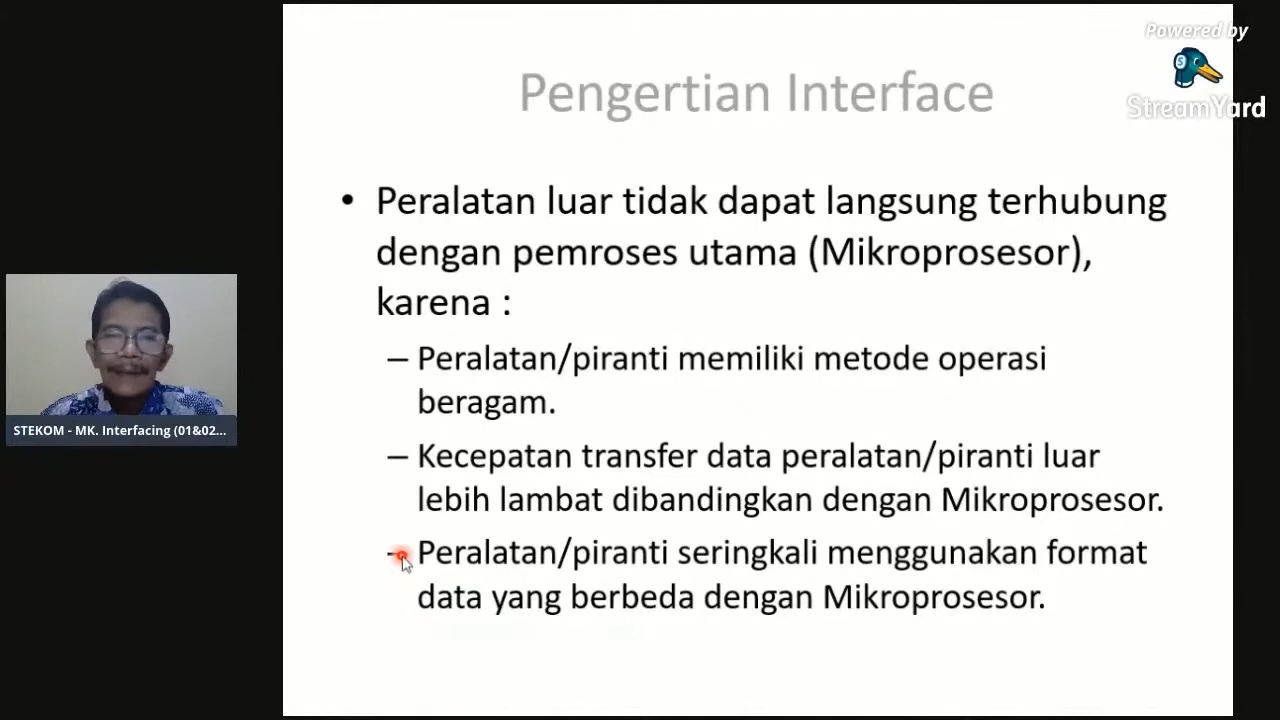 Powered by
StreamYard
Pengertian Interface
• Peralatan luar tidak dapat langsung terhubung
dengan pemroses utama (Mikroprosesor),
karena :
– Peralatan/piranti memiliki metode operasi
beragam.
– Kecepatan transfer data peralatan/piranti luar
lebih lambat dibandingkan dengan Mikroprosesor.
– Peralatan/piranti seringkali menggunakan format
data yang berbeda dengan Mikroprosesor.
STEKOM - MK. Interfacing (01&02...